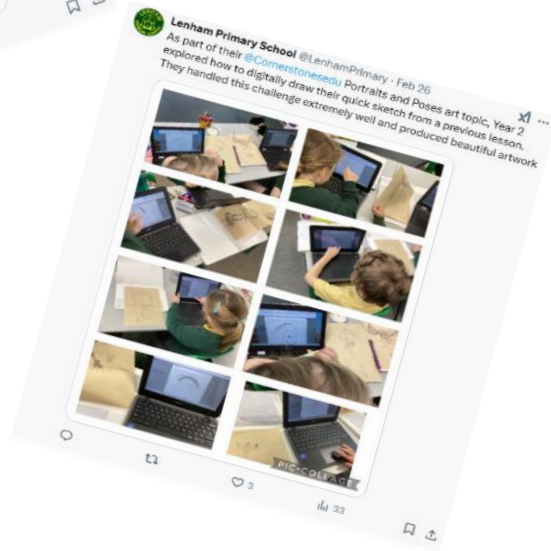 Lenham Primary School @LenhamPrimary · Feb 26
As part of their @Cornerstonesedu Portraits and Poses art topic, Year 2
explored how to digitally draw their quick sketch from a previous lesson.
They handled this challenge extremely well and produced beautiful artwork
PIC•COLLAGE
3
33